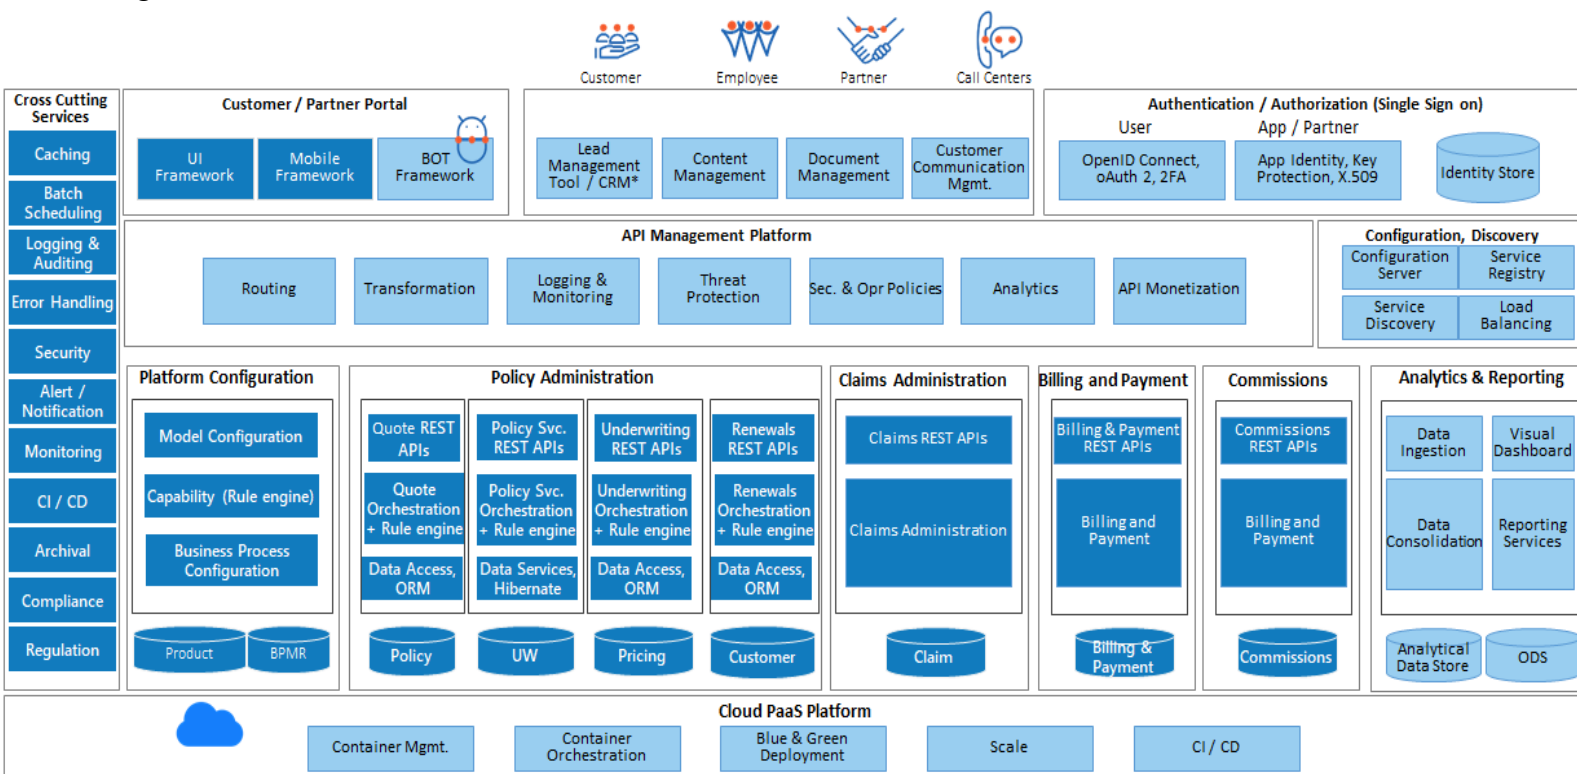 Customer
Employee
Partner
Call Centers
Cross Cutting
Services
Caching
Batch
Scheduling
Logging &
Auditing
Error Handling
Security
Alert /
Notification
Monitoring
CI / CD
Archival
Compliance
Regulation
Customer / Partner Portal
UI
Framework
Mobile
Framework
BOT
Framework
Lead
Management
Tool / CRM*
Content
Management
Document
Management
Customer
Communication
Mgmt.
Authentication / Authorization (Single Sign on)
User
App / Partner
OpenID Connect,
oAuth 2, 2FA
App Identity, Key
Protection, X.509
Identity Store
API Management Platform
Routing
Transformation
Logging &
Monitoring
Threat
Protection
Sec. & Opr Policies
Analytics
API Monetization
Configuration, Discovery
Configuration
Server
Service
Registry
Service
Discovery
Load
Balancing
Platform Configuration
Model Configuration
Capability (Rule engine)
Business Process
Configuration
Product
BPMR
Policy Administration
Quote REST
APIs
Policy Svc.
REST APIs
Underwriting
REST APIs
Renewals
REST APIs
Quote
Orchestration
+ Rule engine
Policy Svc.
Orchestration
+ Rule engine
Underwriting
Orchestration
+ Rule engine
Renewals
Orchestration
+ Rule engine
Data Access,
ORM
Data Services,
Hibernate
Data Access,
ORM
Data Access,
ORM
Policy
UW
Pricing
Customer
Claims Administration
Claims REST APIs
Claims Administration
Claim
Billing and Payment
Billing & Payment
REST APIs
Billing and
Payment
Billing &
Payment
Commissions
Commissions
REST APIs
Billing and
Payment
Commissions
Analytics & Reporting
Data
Ingestion
Visual
Dashboard
Data
Consolidation
Reporting
Services
Analytical
Data Store
ODS
Cloud PaaS Platform
Container Mgmt.
Container
Orchestration
Blue & Green
Deployment
Scale
CI / CD